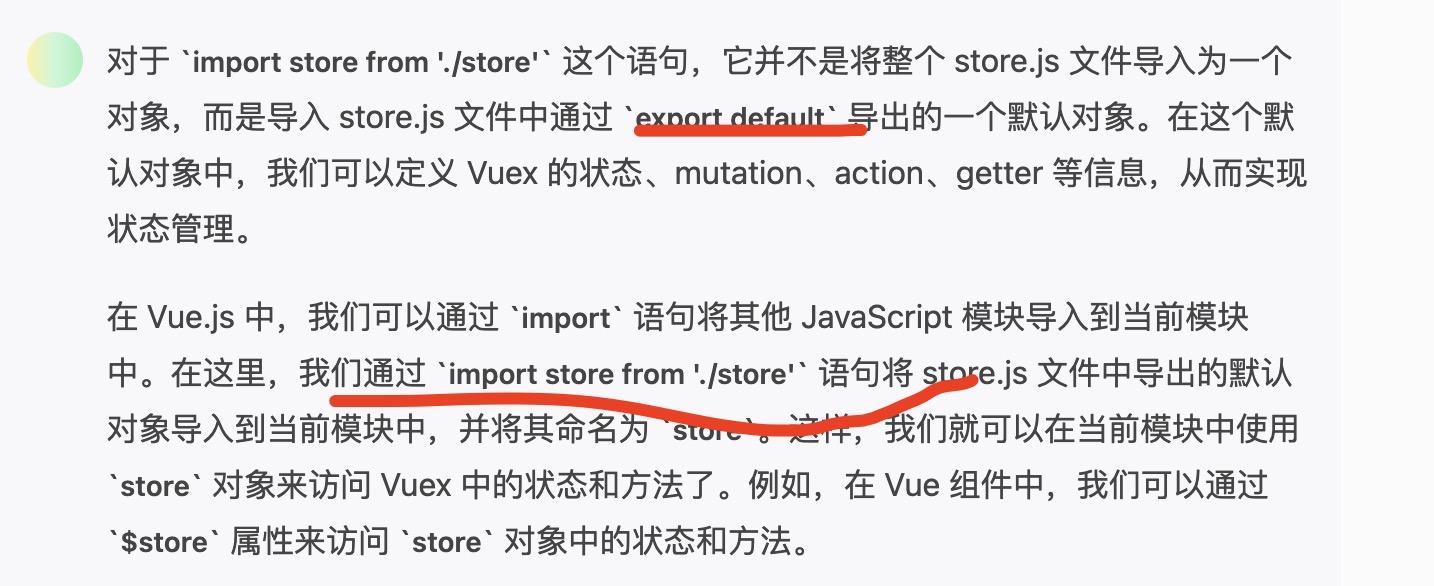 对于 `import store from './store'` 这个语句，它并不是将整个 store.js 文件导入为一个
对象，而是导入 store.js 文件中通过 `export default` 导出的一个默认对象。在这个默
认对象中，我们可以定义 Vuex 的状态、mutation、action、getter 等信息，从而实现
状态管理。
在 Vue.js 中，我们可以通过 `import` 语句将其他 JavaScript 模块导入到当前模块
中。在这里，我们通过 `import store from './store'` 语句将 store.js 文件中导出的默认
对象导入到当前模块中，并将其命名为 `store`。这样，我们就可以在当前模块中使用
`store` 对象来访问 Vuex 中的状态和方法了。例如，在 Vue 组件中，我们可以通过
`$store` 属性来访问 `store` 对象中的状态和方法。